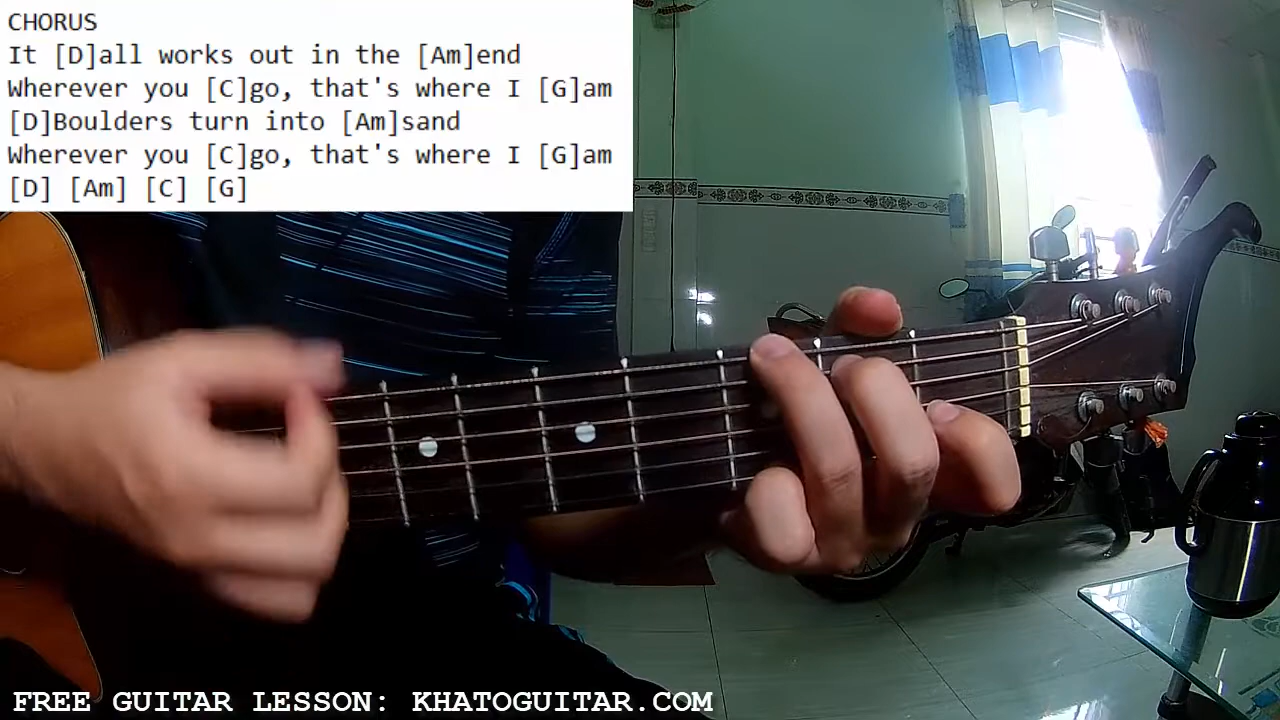 CHORUS
It [D]all works out in the [Am]end
Wherever you [C]go, that's where I [G]am
[D]Boulders turn into [Am]sand
Wherever you [C]go, that's where I [G]am
[D] [Am] [C] [G]
FREE GUITAR LESSON: KHATOGUITAR.COM